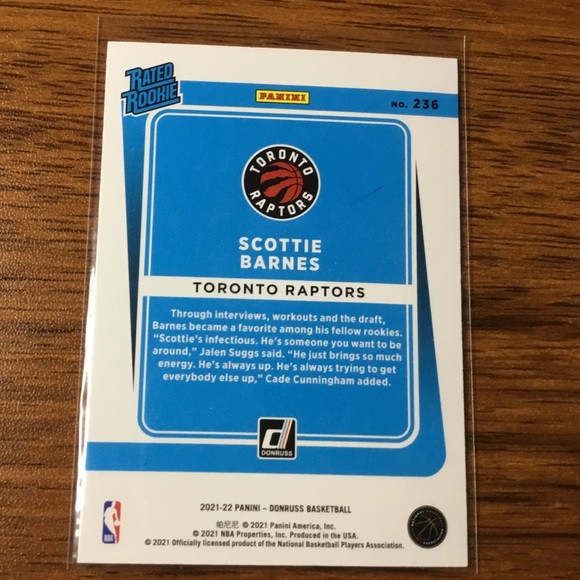 RATED
ROOKIE
PANINI
NO. 236
TORONTO
RAPTORS
SCOTTIE
BARNES
TORONTO RAPTORS
Through interviews, workouts and the draft,
Barnes became a favorite among his fellow rookies.
“Scottie’s infectious. He’s someone you want to be
around,” Jalen Suggs said. “He just brings so much
energy. He’s always up. He’s always trying to get
everybody else up,” Cade Cunningham added.
d
DONRUSS
2021-22 PANINI – DONRUSS BASKETBALL
帕尼尼 © 2021 Panini America, Inc.
© 2021 NBA Properties, Inc. Produced in the USA.
© 2021 Officially licensed product of the National Basketball Players Association.
NBA